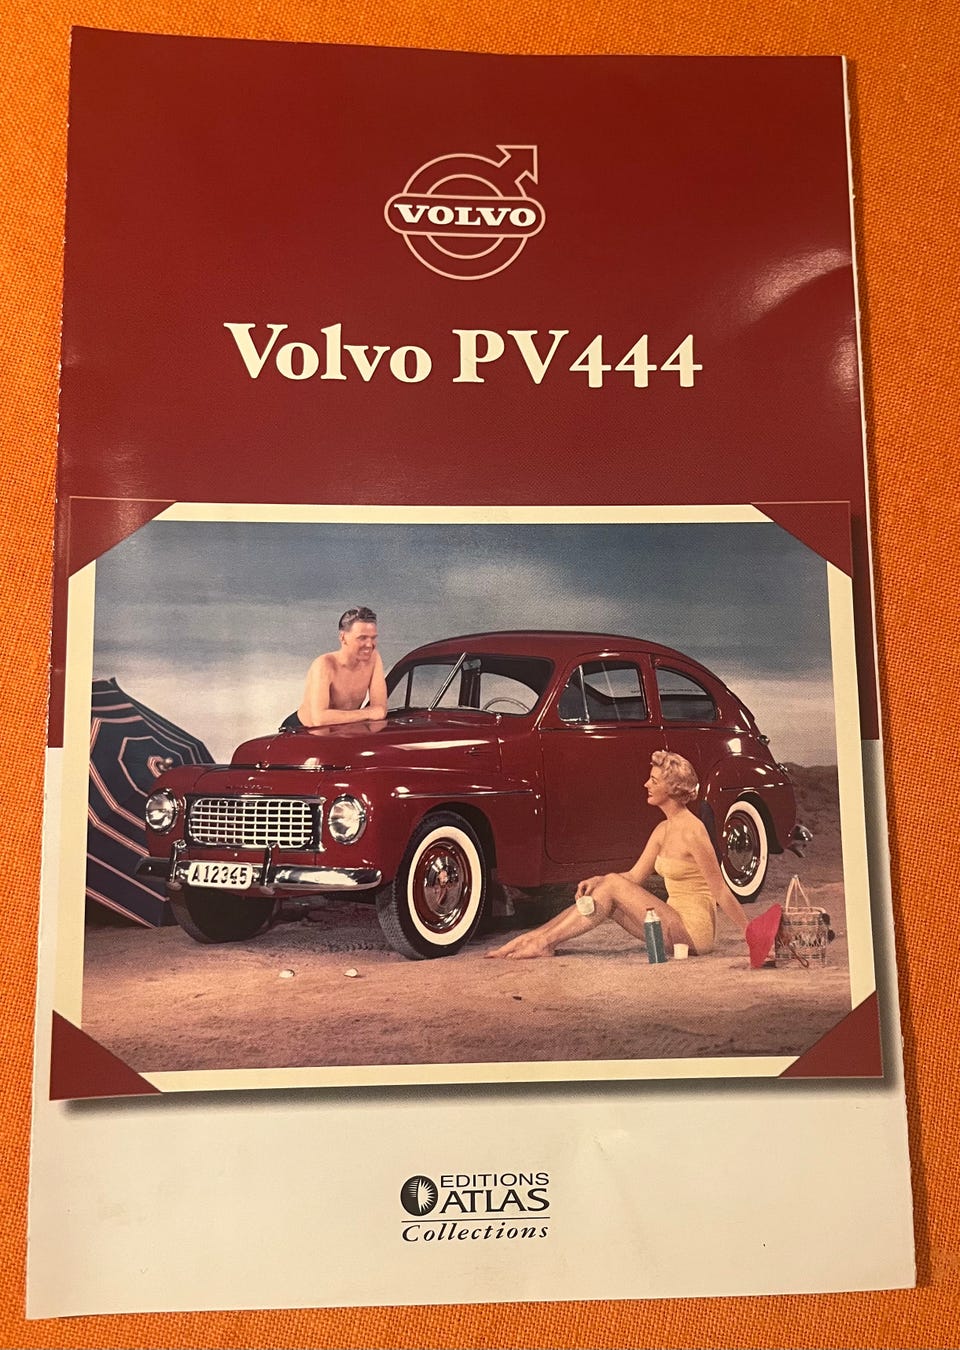 VOLVO
Volvo PV444
A12345
EDITIONS
ATLAS
Collections